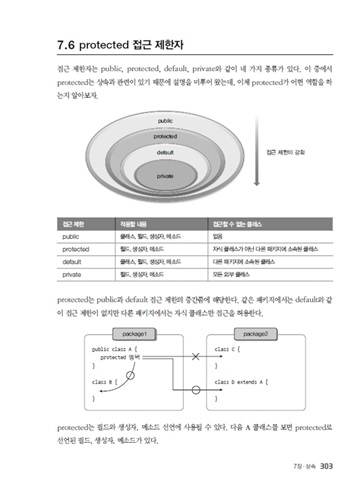 7.6 protected 접근 제한자
접근 제한자는 public, protected, default, private와 같이 네 가지 종류가 있다. 이 중에서
protected는 상속과 관련이 있기 때문에 설명을 미루어 왔는데, 이제 protected가 어떤 역할을 하
는지 알아보자.
public
protected
default
private
접근 제한이 강화
접근 제한 적용할 내용 접근할 수 없는 클래스
public 클래스, 필드, 생성자, 메소드 없음
protected 필드, 생성자, 메소드 자식 클래스가 아닌 다른 패키지에 소속된 클래스
default 클래스, 필드, 생성자, 메소드 다른 패키지에 소속된 클래스
private 필드, 생성자, 메소드 모든 외부 클래스
protected는 public과 default 접근 제한의 중간쯤에 해당한다. 같은 패키지에서는 default와 같
이 접근 제한이 없지만 다른 패키지에서는 자식 클래스만 접근을 허용한다.
package1
public class A {
protected 멤버
}
class B {
}
package2
class C {
}
class D extends A {
}
protected는 필드와 생성자, 메소드 선언에 사용될 수 있다. 다음 A 클래스를 보면 protected로
선언된 필드, 생성자, 메소드가 있다.
7장 · 상속 303